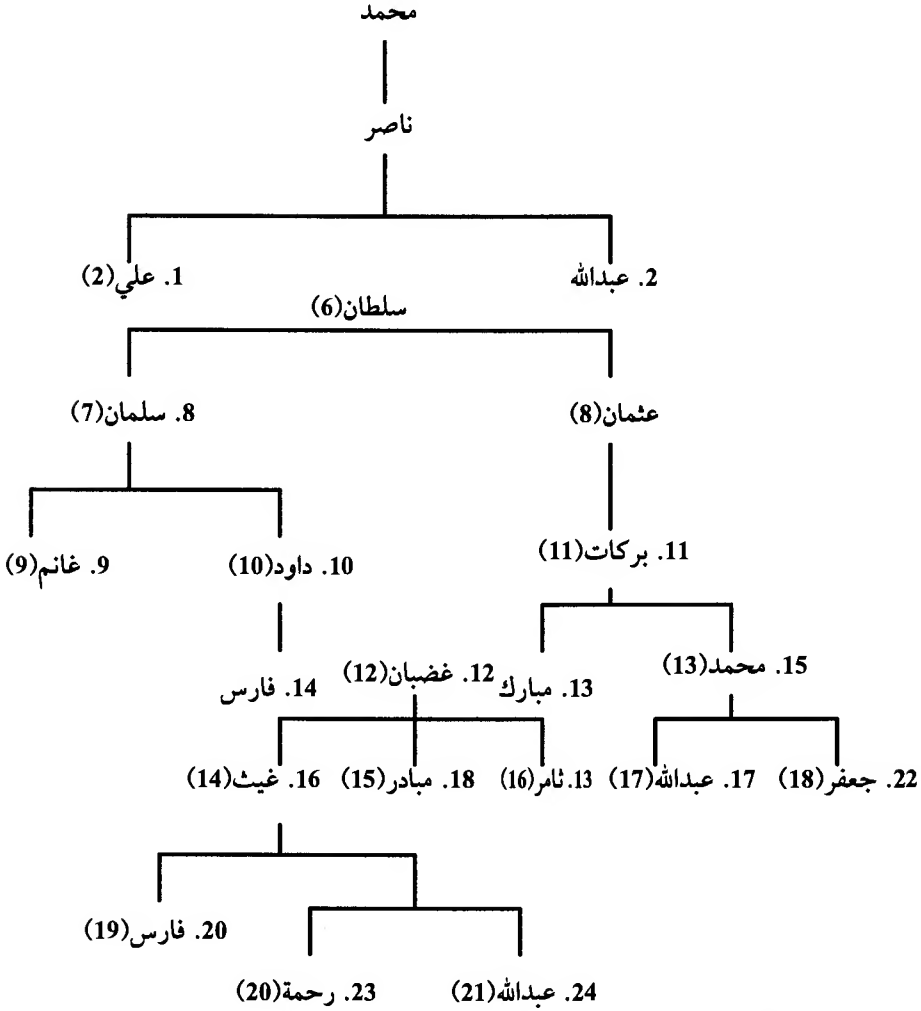 محمد
ناصر
2. عبدالله
1. علي(2)
سلطان(6)
عثمان(8)
8. سلمان(7)
11. بركات(11)
10. داود(10)
9. غانم(9)
15. محمد(13)
13. مبارك
12. غضبان(12)
14. فارس
22. جعفر(18)
17. عبدالله(17)
13. ثامر(16)
18. مبادر(15)
16. غيث(14)
20. فارس(19)
24. عبدالله(21)
23. رحمة(20)